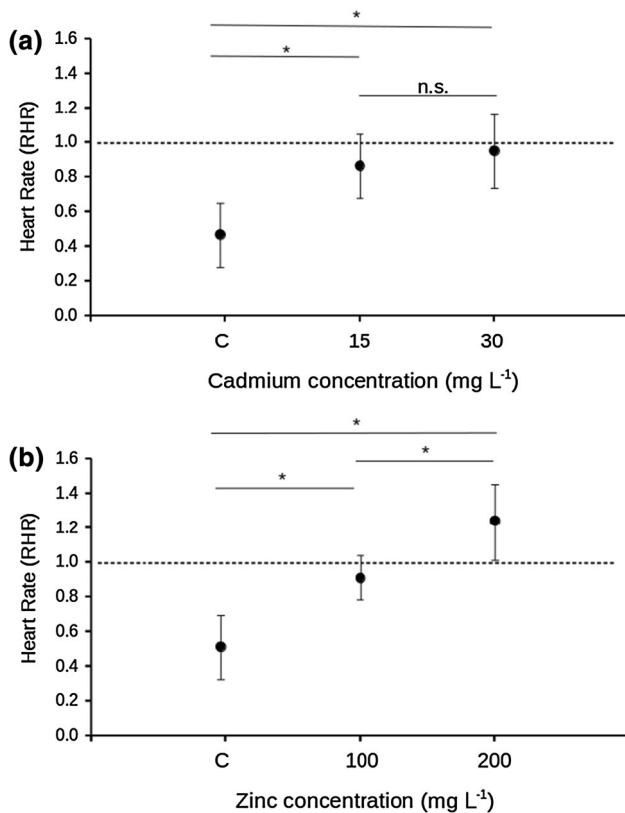 (a)
*
*
n.s.
1.6
1.4
1.2
1.0
0.8
0.6
0.4
0.2
0.0
Heart Rate (RHR)
C 15 30
Cadmium concentration (mg L⁻¹)
(b)
*
*
*
1.6
1.4
1.2
1.0
0.8
0.6
0.4
0.2
0.0
Heart Rate (RHR)
C 100 200
Zinc concentration (mg L⁻¹)